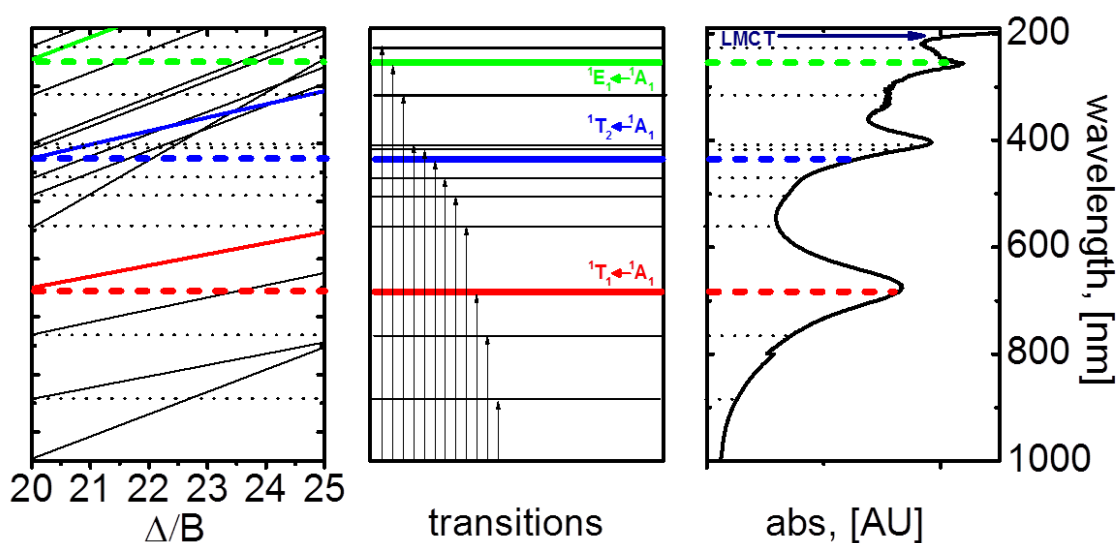 LMCT
¹E₁←¹A₁
¹T₂←¹A₁
¹T₁←¹A₁
200
400
600
800
1000
wavelength, [nm]
20 21 22 23 24 25
Δ/B
transitions
abs, [AU]